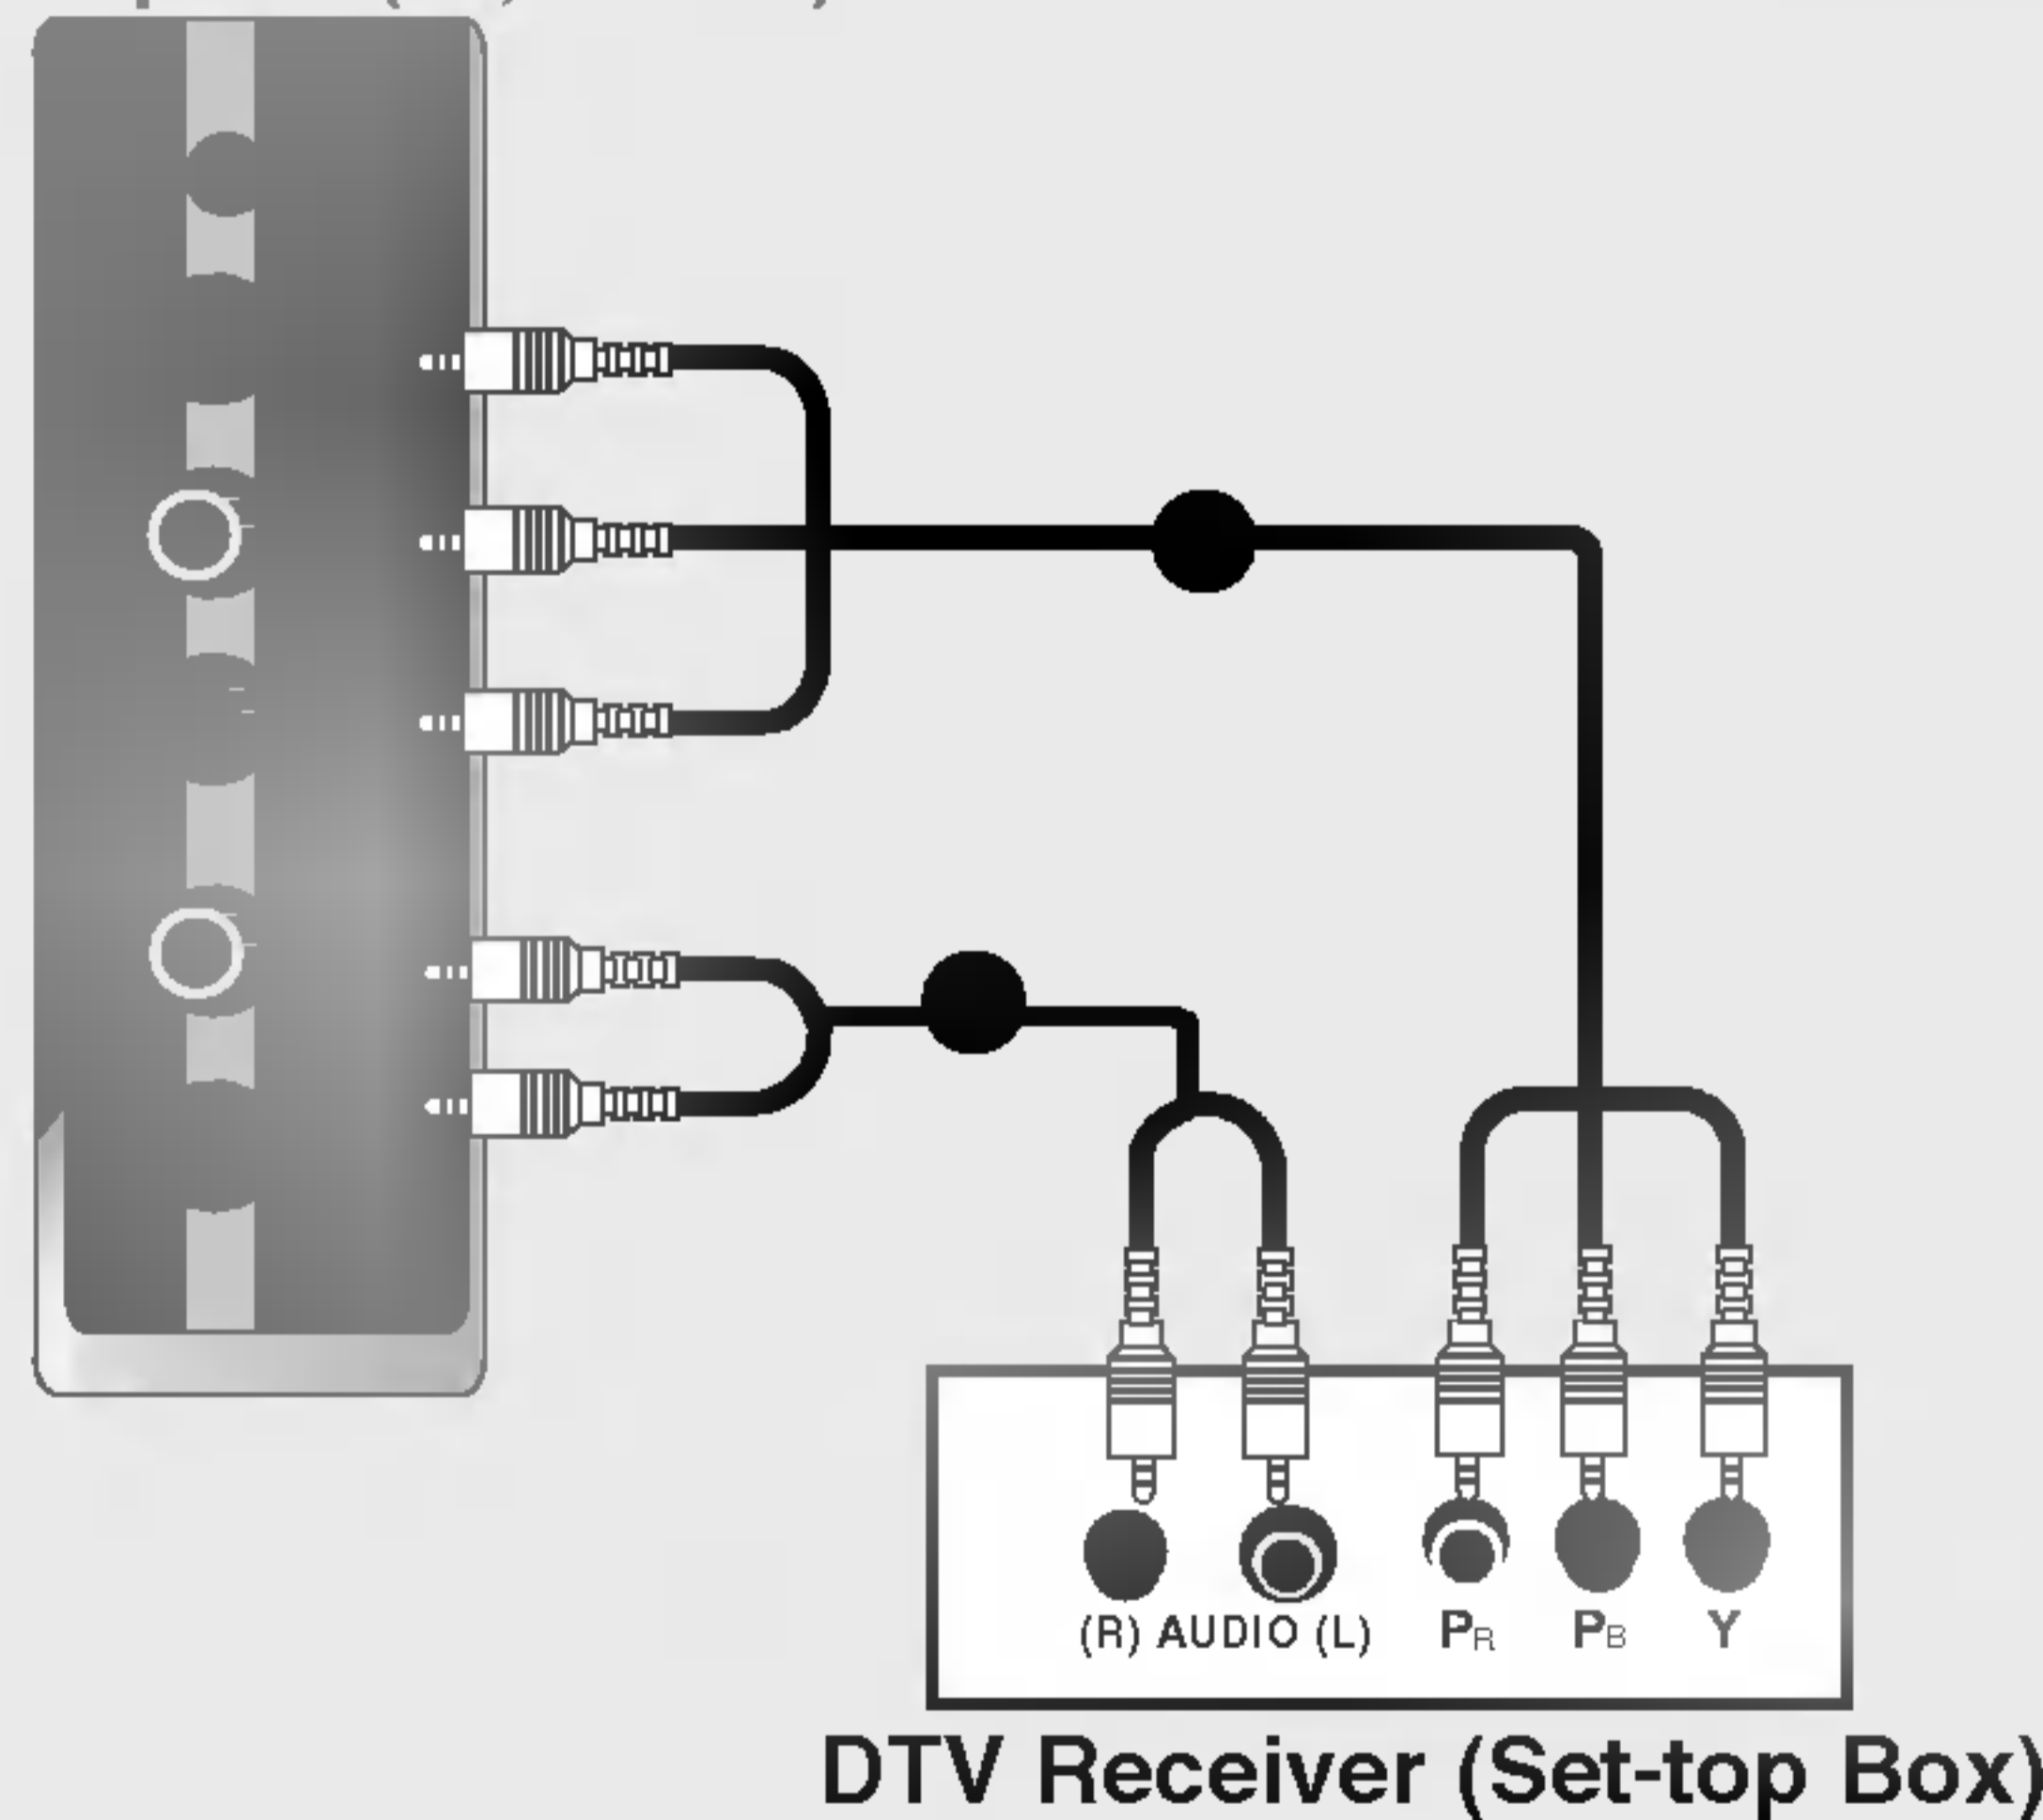 (R) AUDIO (L) PR PB Y
DTV Receiver (Set-top Box)